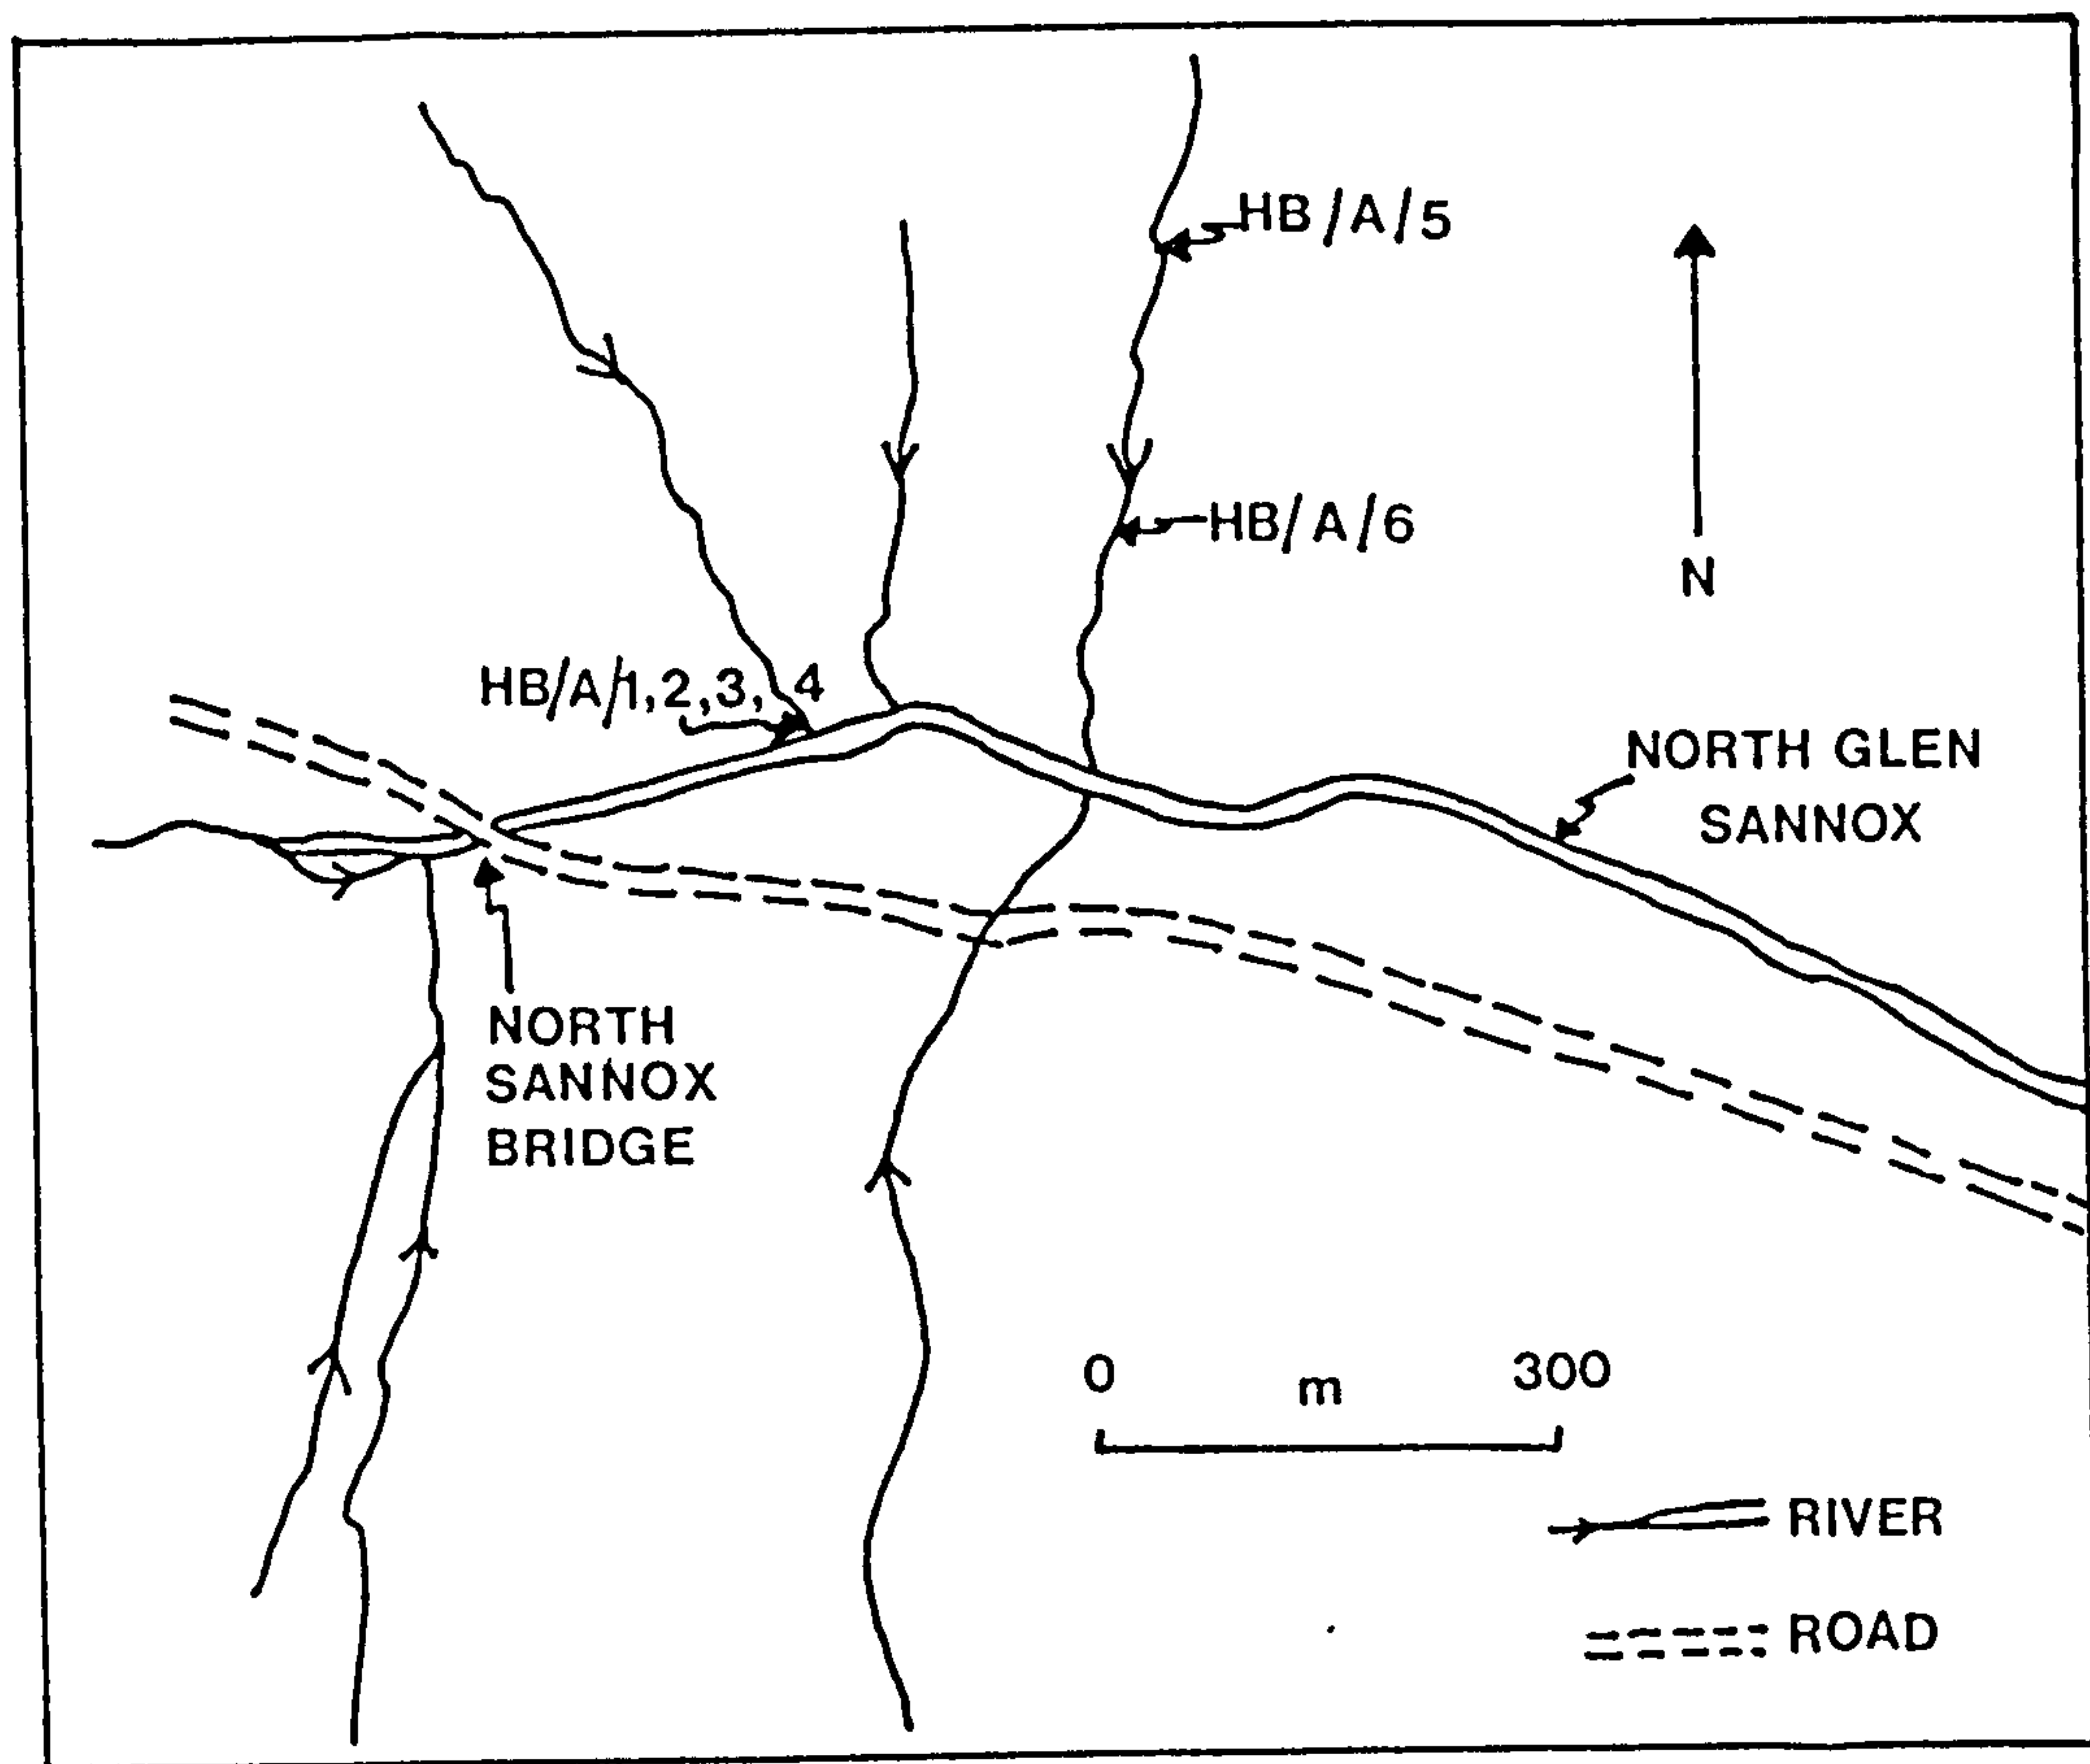 HB/A/5
HB/A/6
N
HB/A/1,2,3, 4
NORTH GLEN
SANNOX
NORTH
SANNOX
BRIDGE
0 m 300
RIVER
ROAD